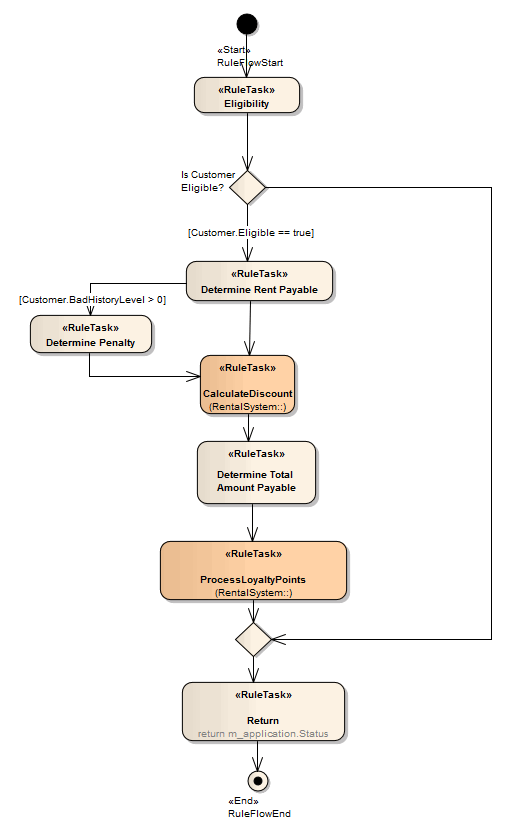 «Start»
RuleFlowStart
«RuleTask»
Eligibility
Is Customer
Eligible?
[Customer.Eligible == true]
«RuleTask»
Determine Rent Payable
[Customer.BadHistoryLevel > 0]
«RuleTask»
Determine Penalty
«RuleTask»
CalculateDiscount
(RentalSystem::)
«RuleTask»
Determine Total
Amount Payable
«RuleTask»
ProcessLoyaltyPoints
(RentalSystem::)
«RuleTask»
Return
return m_application.Status
«End»
RuleFlowEnd